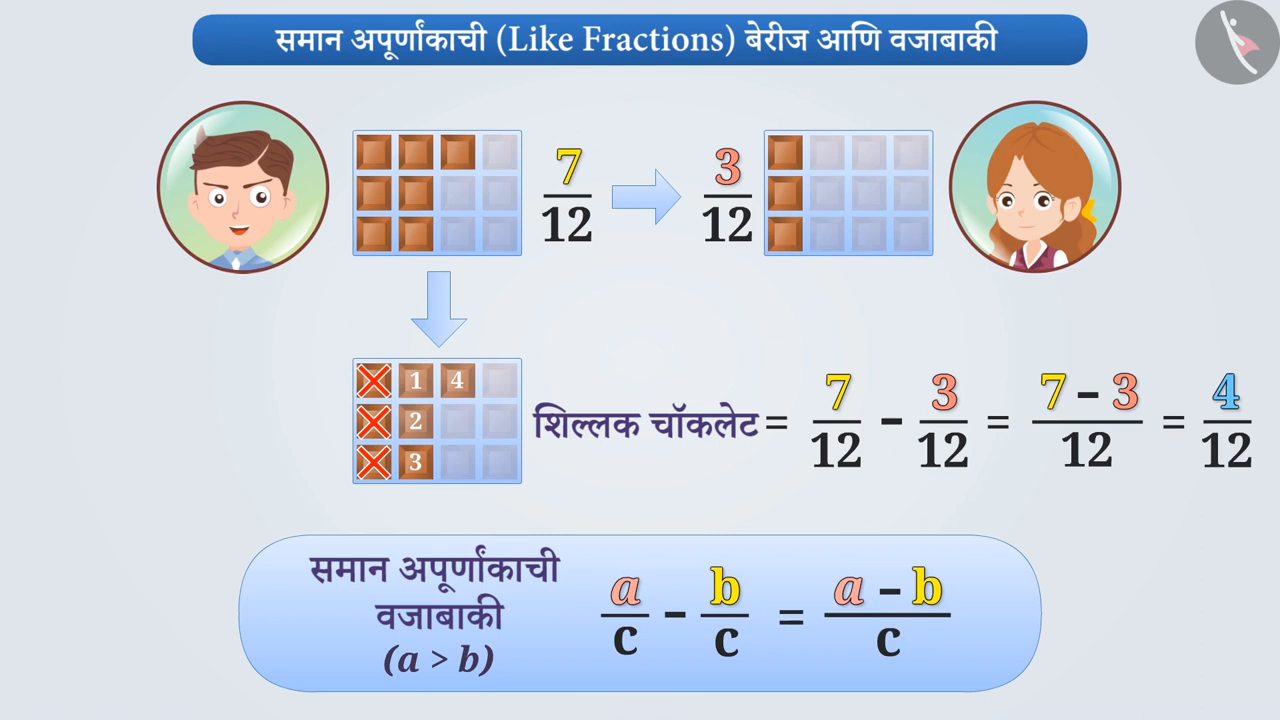 समान अपूर्णांकाची (Like Fractions) बेरीज आणि वजाबाकी
7/12 3/12
1 4
2
3
शिल्लक चॉकलेट = 7/12 - 3/12 = 7 - 3/12 = 4/12
समान अपूर्णांकाची
वजाबाकी
(a > b)
a/c - b/c = a - b/c